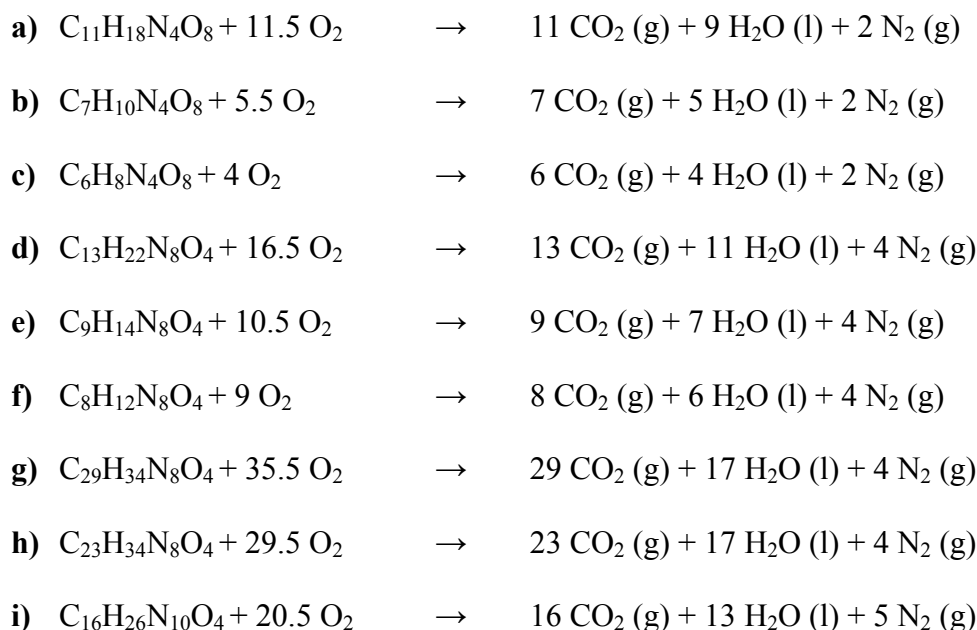 a) C₁₁H₁₈N₄O₈ + 11.5 O₂ → 11 CO₂ (g) + 9 H₂O (l) + 2 N₂ (g)
b) C₇H₁₀N₄O₈ + 5.5 O₂ → 7 CO₂ (g) + 5 H₂O (l) + 2 N₂ (g)
c) C₆H₈N₄O₈ + 4 O₂ → 6 CO₂ (g) + 4 H₂O (l) + 2 N₂ (g)
d) C₁₃H₂₂N₈O₄ + 16.5 O₂ → 13 CO₂ (g) + 11 H₂O (l) + 4 N₂ (g)
e) C₉H₁₄N₈O₄ + 10.5 O₂ → 9 CO₂ (g) + 7 H₂O (l) + 4 N₂ (g)
f) C₈H₁₂N₈O₄ + 9 O₂ → 8 CO₂ (g) + 6 H₂O (l) + 4 N₂ (g)
g) C₂₉H₃₄N₈O₄ + 35.5 O₂ → 29 CO₂ (g) + 17 H₂O (l) + 4 N₂ (g)
h) C₂₃H₃₄N₈O₄ + 29.5 O₂ → 23 CO₂ (g) + 17 H₂O (l) + 4 N₂ (g)
i) C₁₆H₂₆N₁₀O₄ + 20.5 O₂ → 16 CO₂ (g) + 13 H₂O (l) + 5 N₂ (g)